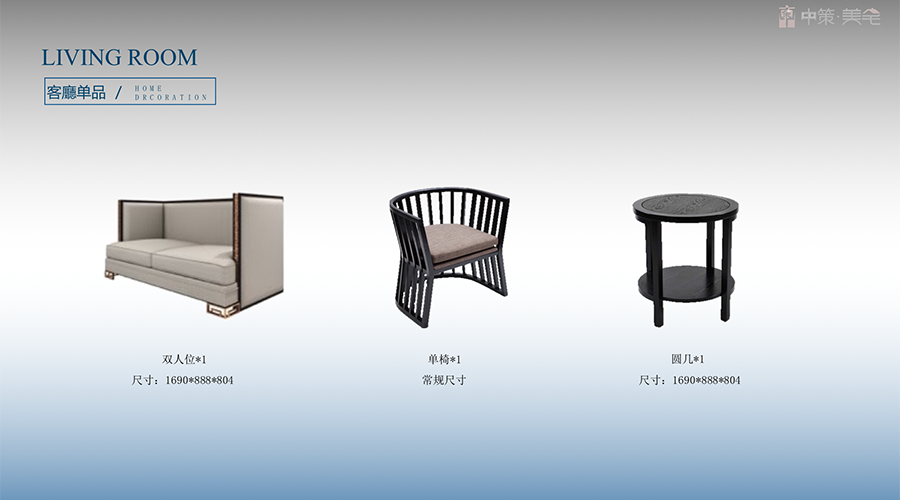 中策·美宅
LIVING ROOM
客廳单品 /
HOME
DRCORATION
双人位*1
尺寸：1690*888*804
单椅*1
常规尺寸
圆几*1
尺寸：1690*888*804